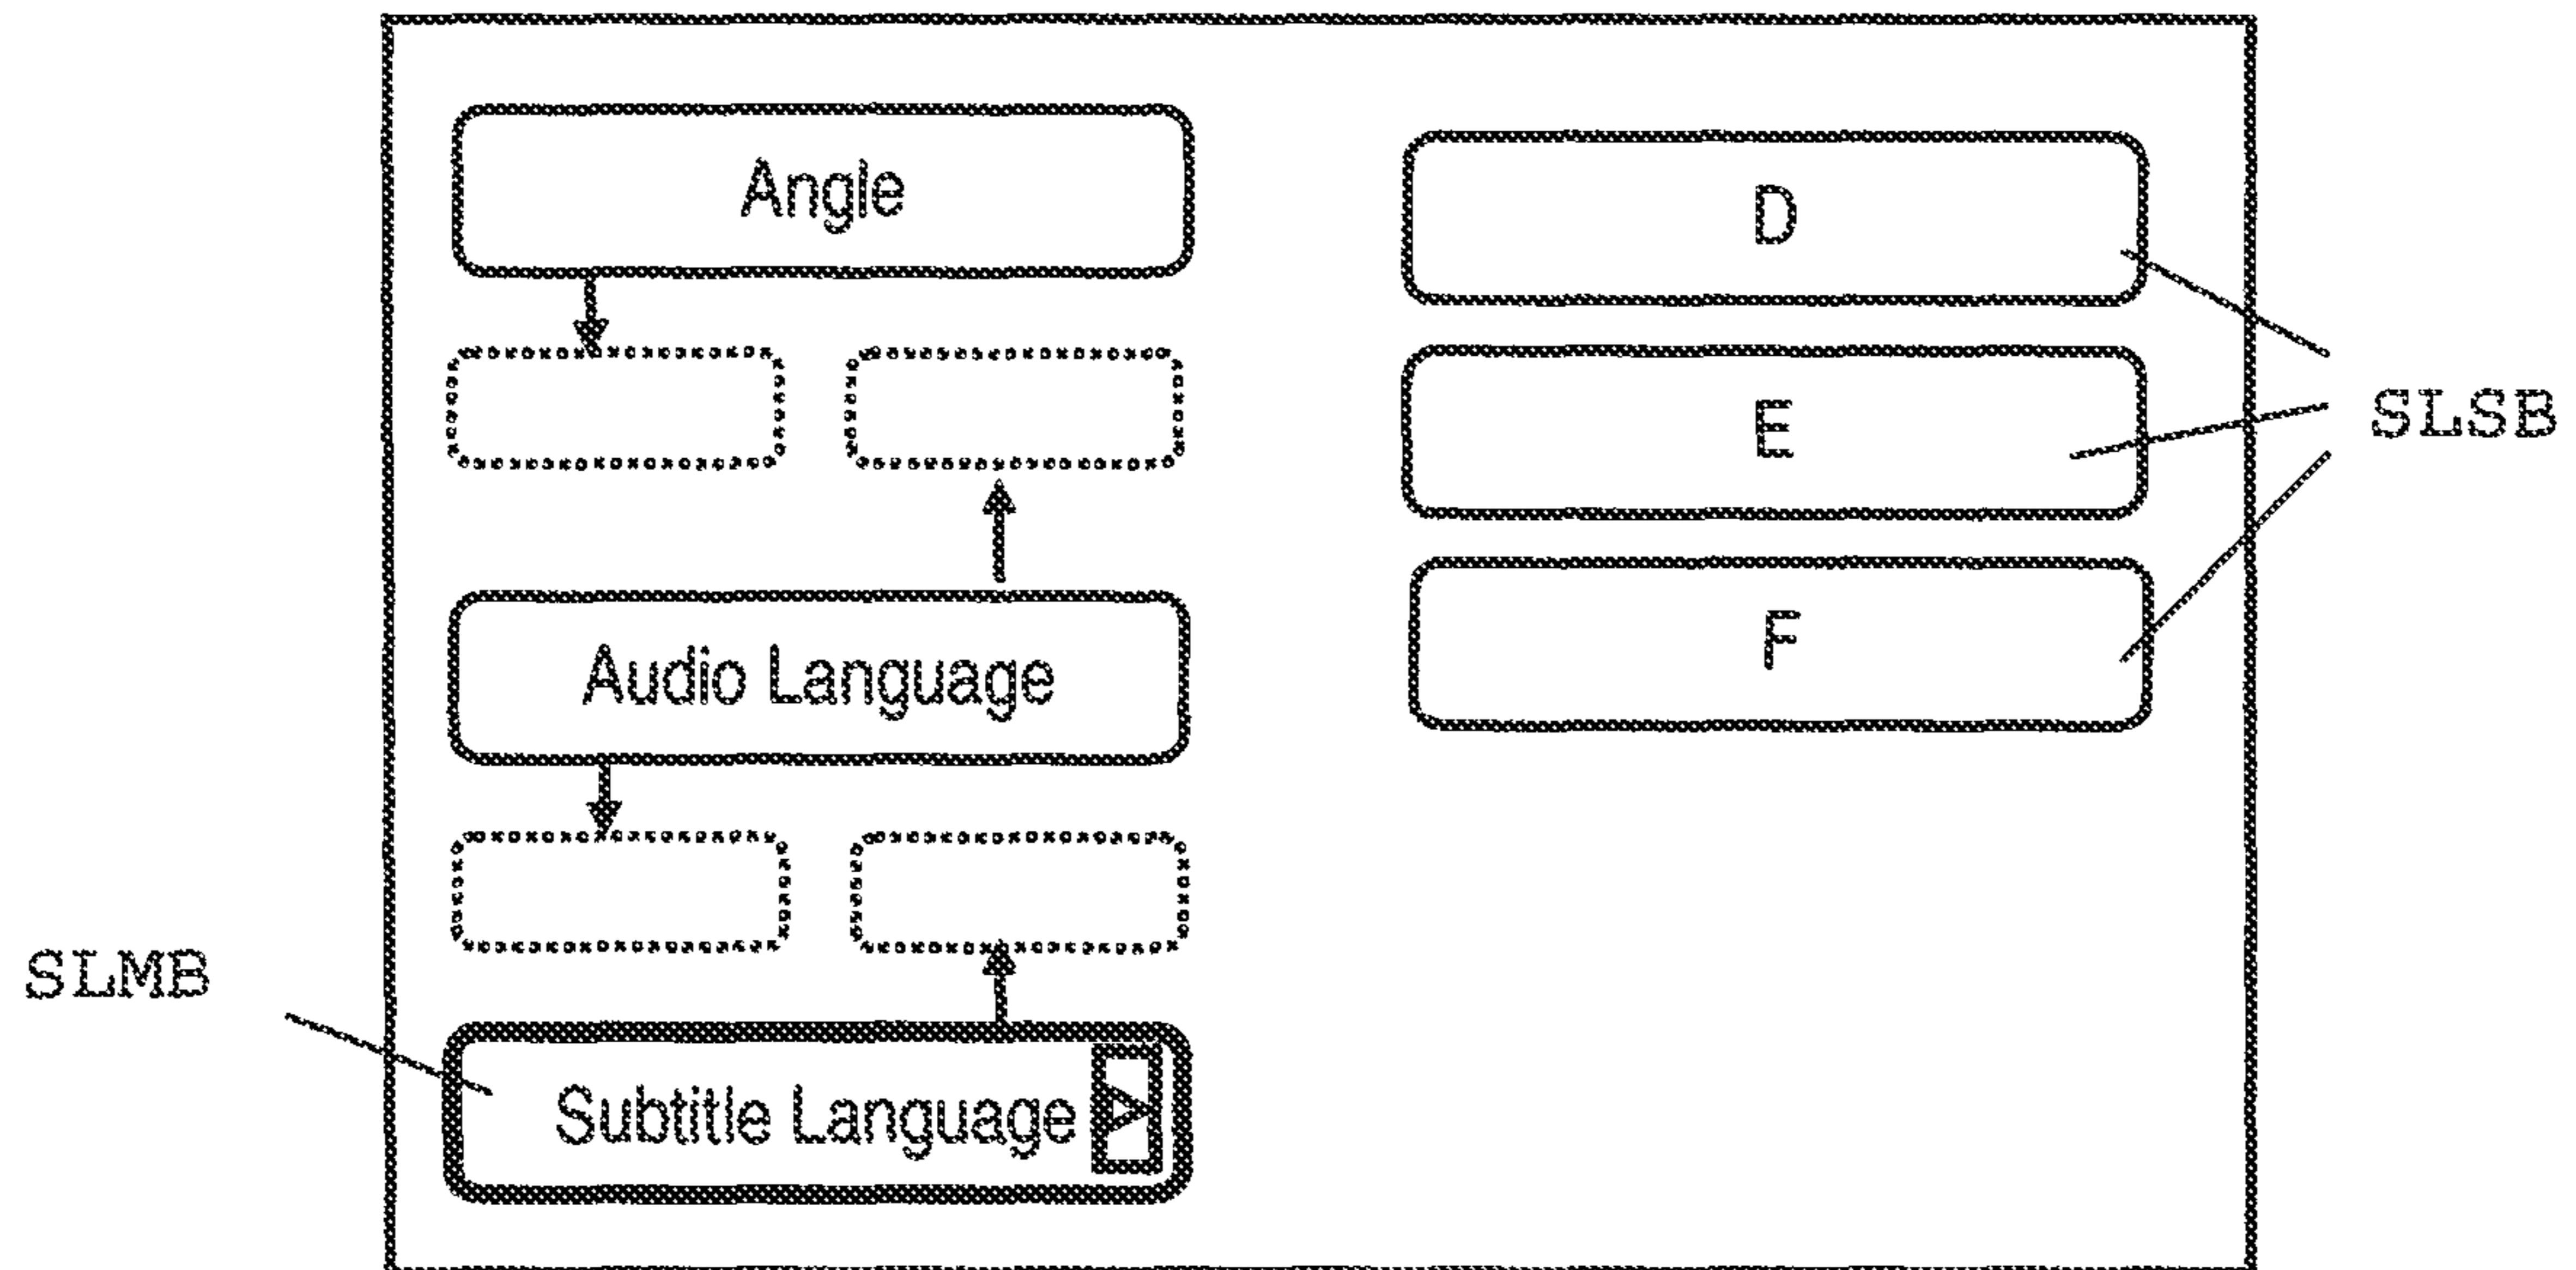 Angle
D
E
SLSB
F
Audio Language
SLMB
Subtitle Language